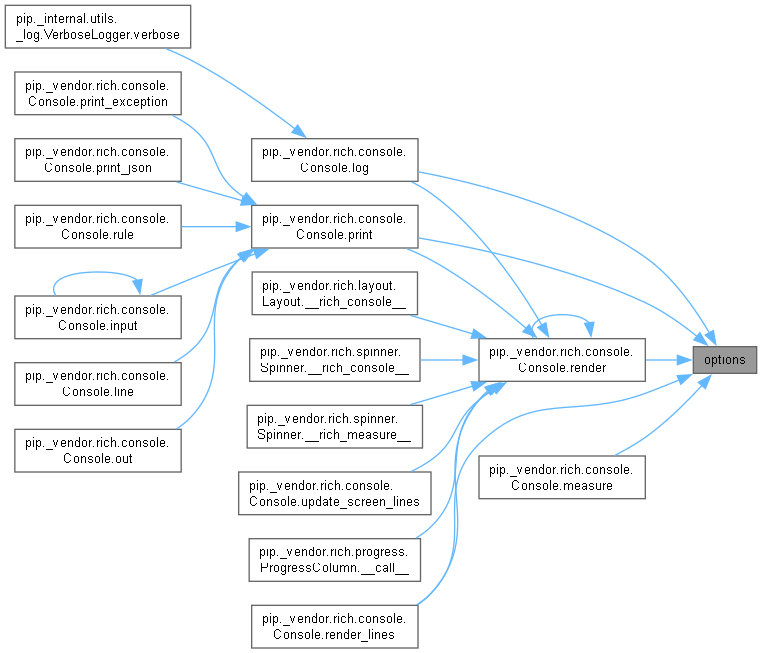 pip._internal.utils.
_log.VerboseLogger.verbose
pip._vendor.rich.console.
Console.print_exception
pip._vendor.rich.console.
Console.print_json
pip._vendor.rich.console.
Console.rule
pip._vendor.rich.console.
Console.input
pip._vendor.rich.console.
Console.line
pip._vendor.rich.console.
Console.out
pip._vendor.rich.console.
Console.log
pip._vendor.rich.console.
Console.print
pip._vendor.rich.layout.
Layout.__rich_console__
pip._vendor.rich.spinner.
Spinner.__rich_console__
pip._vendor.rich.spinner.
Spinner.__rich_measure__
pip._vendor.rich.console.
Console.update_screen_lines
pip._vendor.rich.progress.
ProgressColumn.__call__
pip._vendor.rich.console.
Console.render_lines
pip._vendor.rich.console.
Console.render
pip._vendor.rich.console.
Console.measure
options